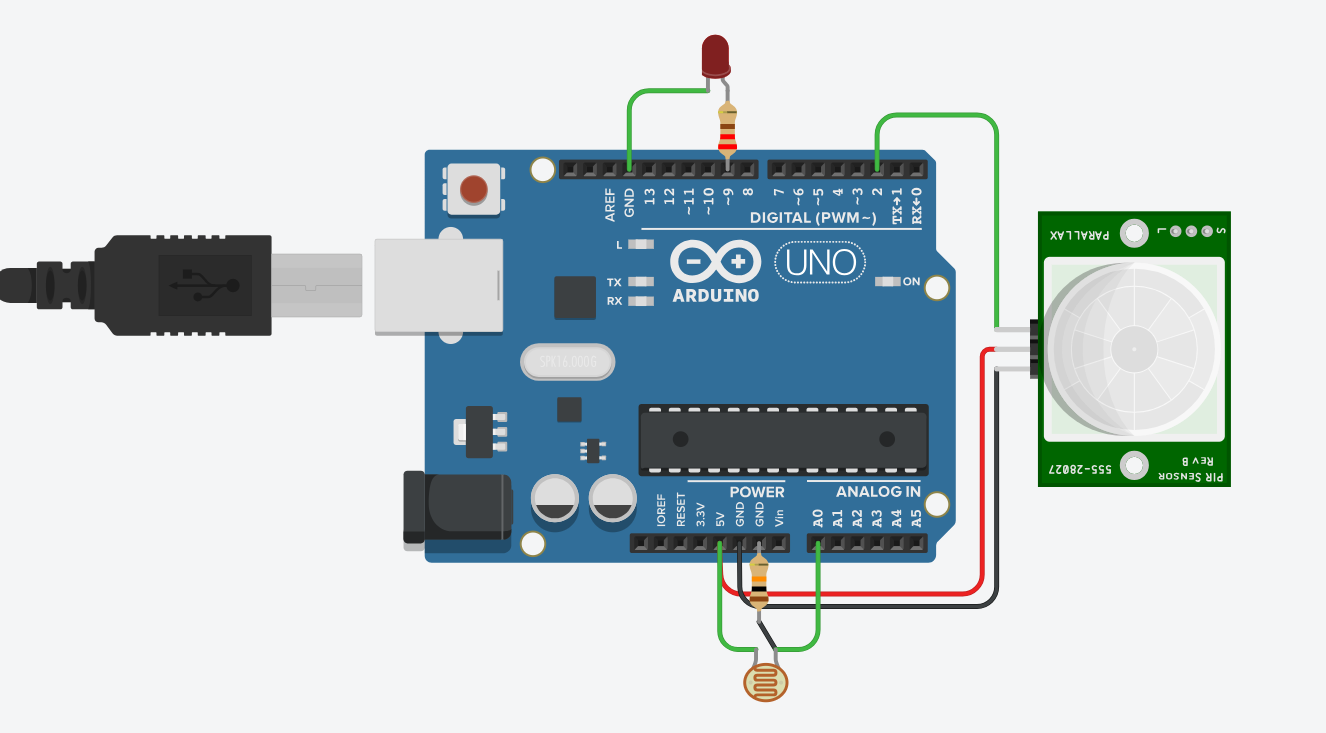 AREF
GND
13
12
~11
~10
~9
8
7
~6
~5
4
~3
2
TX→1
RX←0
DIGITAL (PWM~)
L
TX
RX
ARDUINO
UNO
ON
SPK16.000G
POWER
ANALOG IN
IOREF
RESET
3.3V
5V
GND
GND
Vin
A0
A1
A2
A3
A4
A5
PARALLAX
L
S
555-28027
PIR SENSOR
REV B